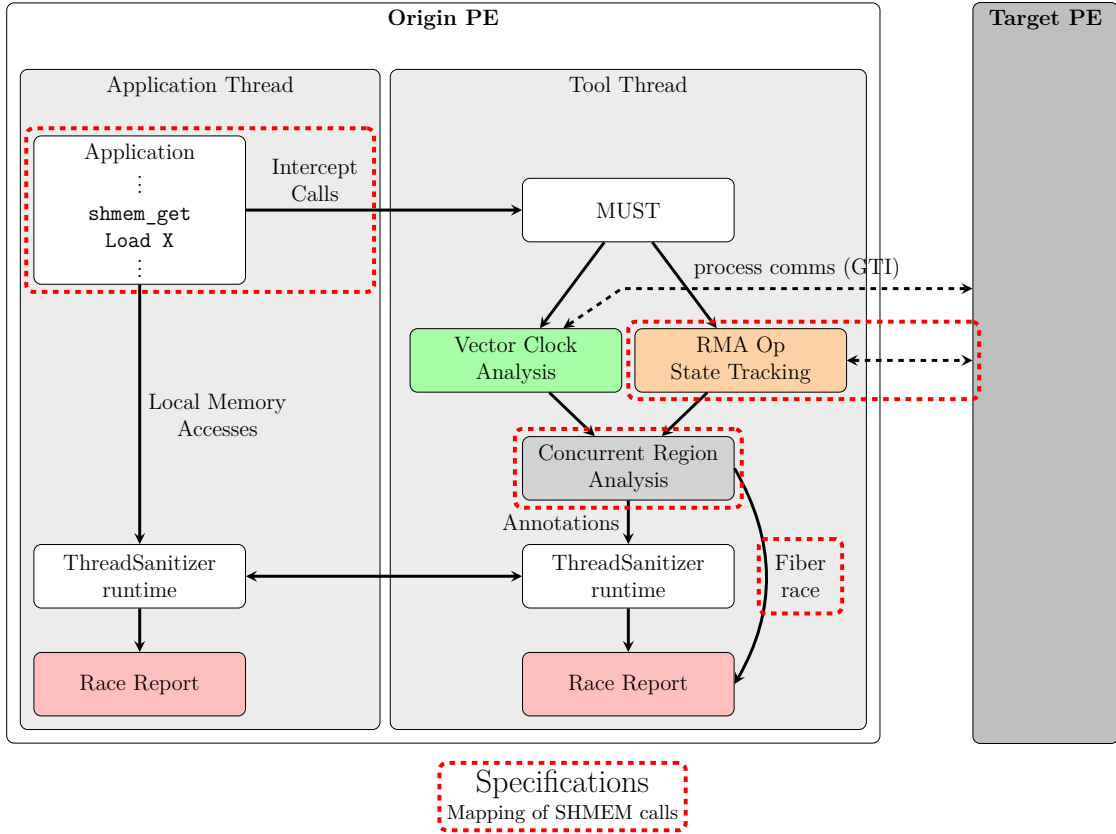 Origin PE
Target PE
Application Thread
Tool Thread
Application
⋮
shmem_get
Load X
⋮
Intercept
Calls
MUST
process comms (GTI)
Vector Clock
Analysis
RMA Op
State Tracking
Local Memory
Accesses
Concurrent Region
Analysis
Annotations
ThreadSanitizer
runtime
ThreadSanitizer
runtime
Fiber
race
Race Report
Race Report
Specifications
Mapping of SHMEM calls